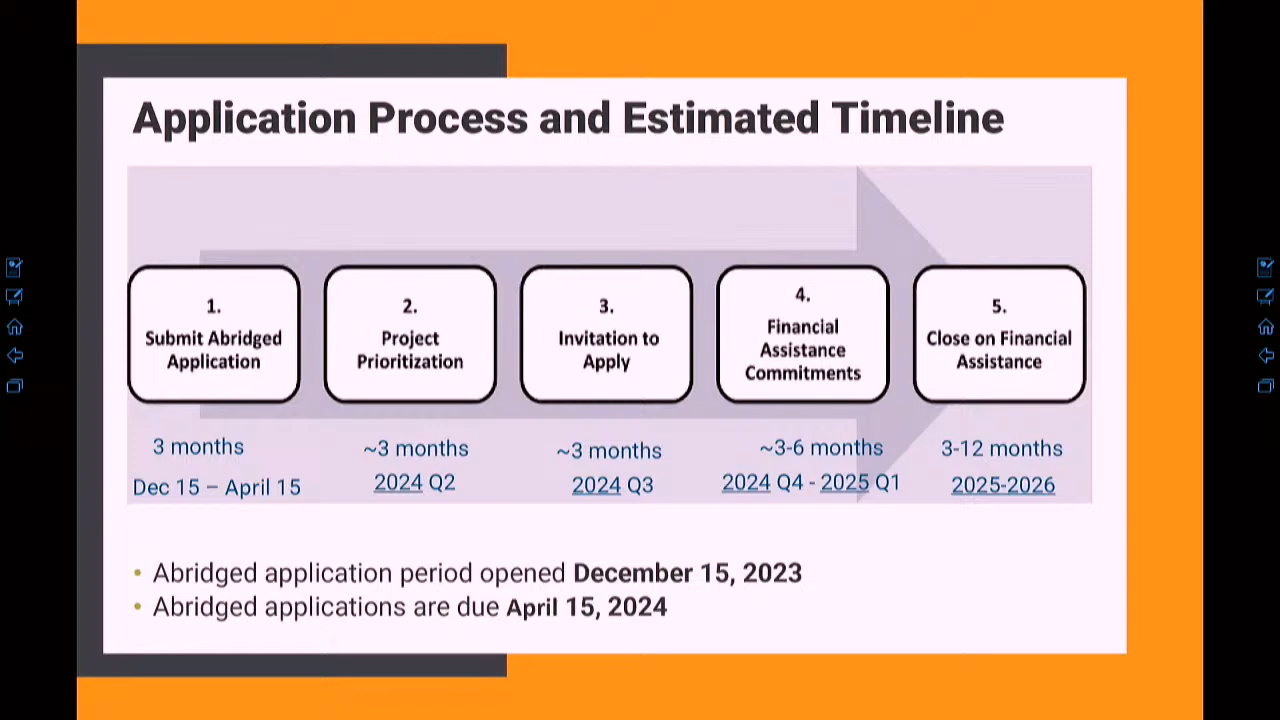 Application Process and Estimated Timeline
1.
Submit Abridged
Application
2.
Project
Prioritization
3.
Invitation to
Apply
4.
Financial
Assistance
Commitments
5.
Close on Financial
Assistance
3 months
Dec 15 – April 15
~3 months
2024 Q2
~3 months
2024 Q3
~3-6 months
2024 Q4 - 2025 Q1
3-12 months
2025-2026
• Abridged application period opened December 15, 2023
• Abridged applications are due April 15, 2024